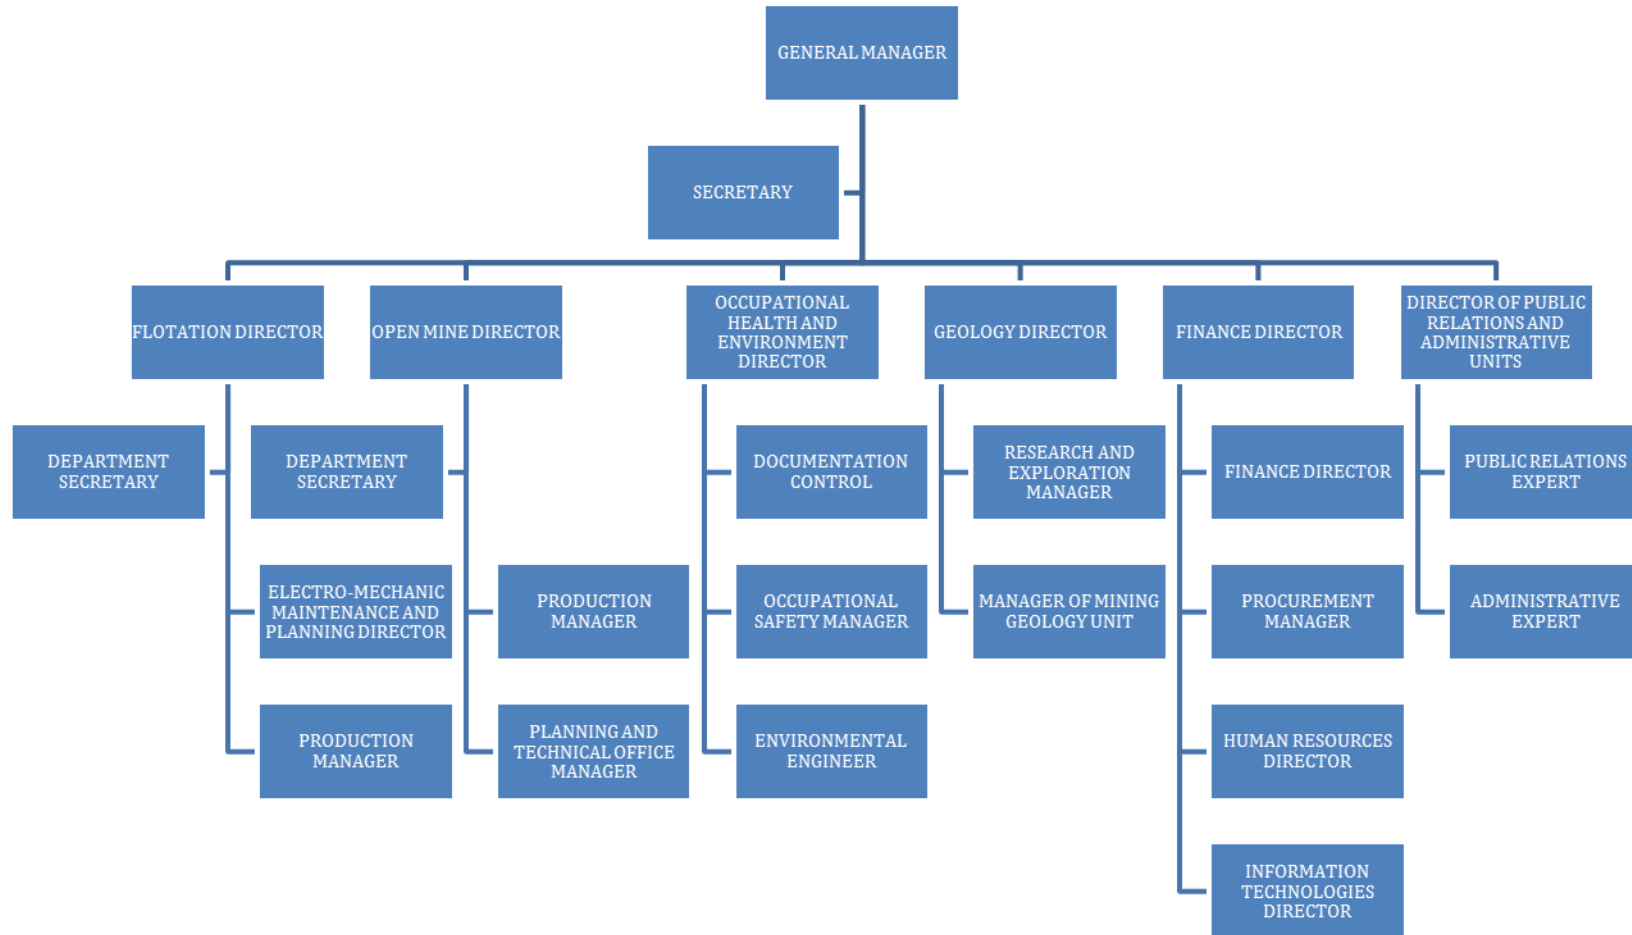 GENERAL MANAGER
SECRETARY
FLOTATION DIRECTOR
OPEN MINE DIRECTOR
OCCUPATIONAL
HEALTH AND
ENVIRONMENT
DIRECTOR
GEOLOGY DIRECTOR
FINANCE DIRECTOR
DIRECTOR OF PUBLIC
RELATIONS AND
ADMINISTRATIVE
UNITS
DEPARTMENT
SECRETARY
DEPARTMENT
SECRETARY
DOCUMENTATION
CONTROL
RESEARCH AND
EXPLORATION
MANAGER
FINANCE DIRECTOR
PUBLIC RELATIONS
EXPERT
ELECTRO-MECHANIC
MAINTENANCE AND
PLANNING DIRECTOR
PRODUCTION
MANAGER
OCCUPATIONAL
SAFETY MANAGER
MANAGER OF MINING
GEOLOGY UNIT
PROCUREMENT
MANAGER
ADMINISTRATIVE
EXPERT
PRODUCTION
MANAGER
PLANNING AND
TECHNICAL OFFICE
MANAGER
ENVIRONMENTAL
ENGINEER
HUMAN RESOURCES
DIRECTOR
INFORMATION
TECHNOLOGIES
DIRECTOR